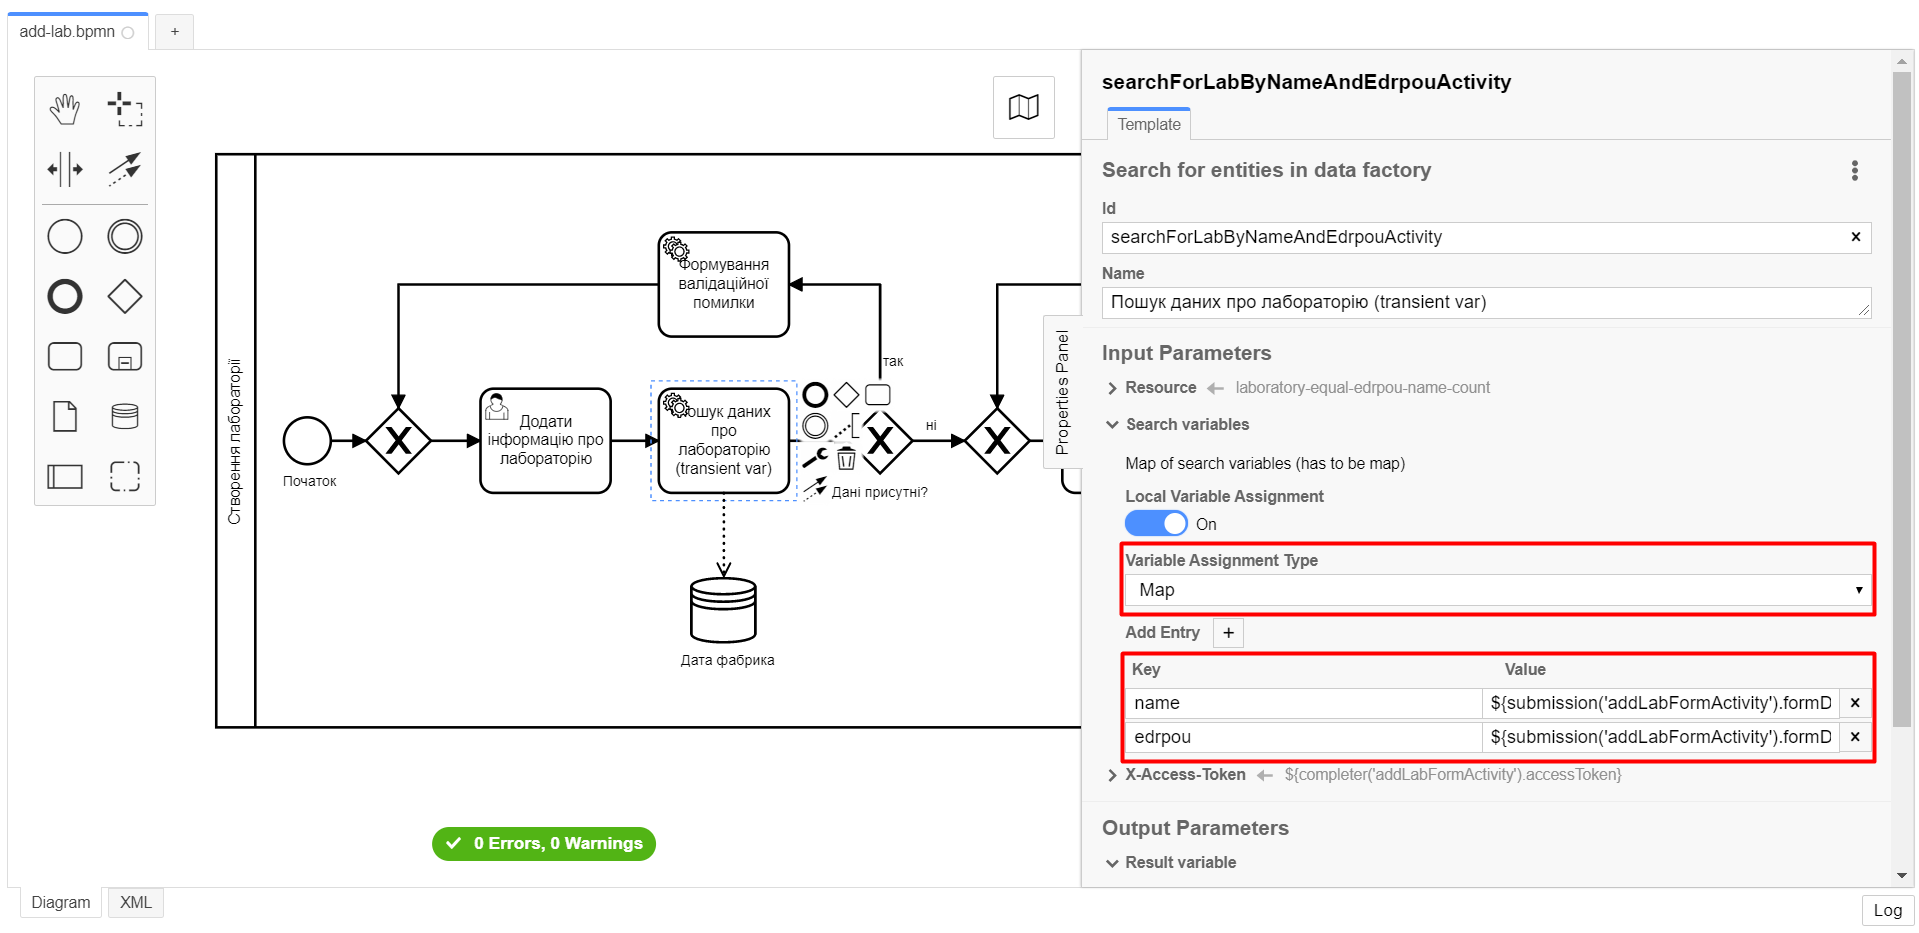 add-lab.bpmn
+
Створення лабораторії
Початок
Формування
валідаційної
помилки
Додати
інформацію про
лабораторію
даних
про
лабораторію
(transient var)
так
ні
Дані присутні?
Дата фабрика
0 Errors, 0 Warnings
Diagram
XML
Properties Panel
searchForLabByNameAndEdrpouActivity
Template
Search for entities in data factory
Id
searchForLabByNameAndEdrpouActivity
Name
Пошук даних про лабораторію (transient var)
Input Parameters
Resource laboratory-equal-edrpou-name-count
Search variables
Map of search variables (has to be map)
Local Variable Assignment
On
Variable Assignment Type
Map
Add Entry +
Key Value
name ${submission('addLabFormActivity').formD
edrpou ${submission('addLabFormActivity').formD
X-Access-Token ${completer('addLabFormActivity').accessToken}
Output Parameters
Result variable
Log